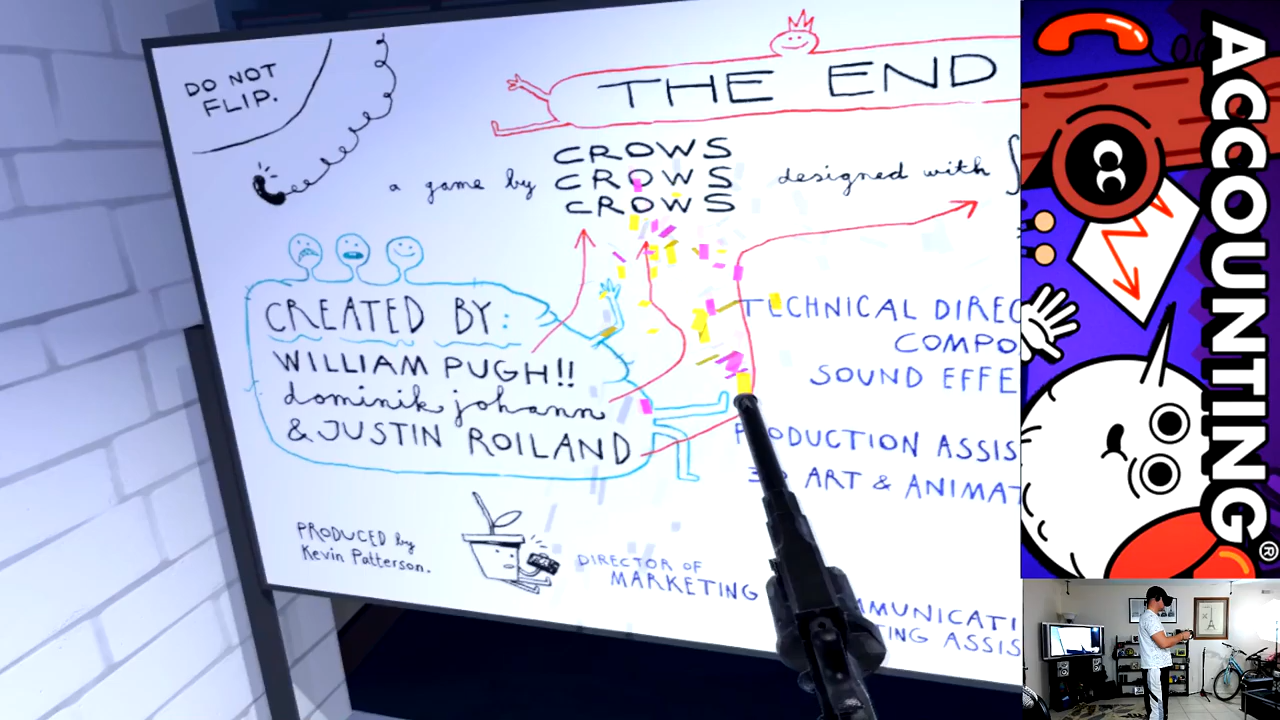 DO NOT
FLIP.
THE END
a game by
CROWS
CROWS
CROWS
designed with
CREATED BY:
WILLIAM PUGH!!
dominik johann
& JUSTIN ROILAND
TECHNICAL DIREC
COMPO
SOUND EFFE
PRODUCTION ASSIS
ART & ANIMAT
PRODUCED by
Kevin Patterson.
DIRECTOR OF
MARKETING
MMUNICATI
TING ASSIS
ACCOUNTING®